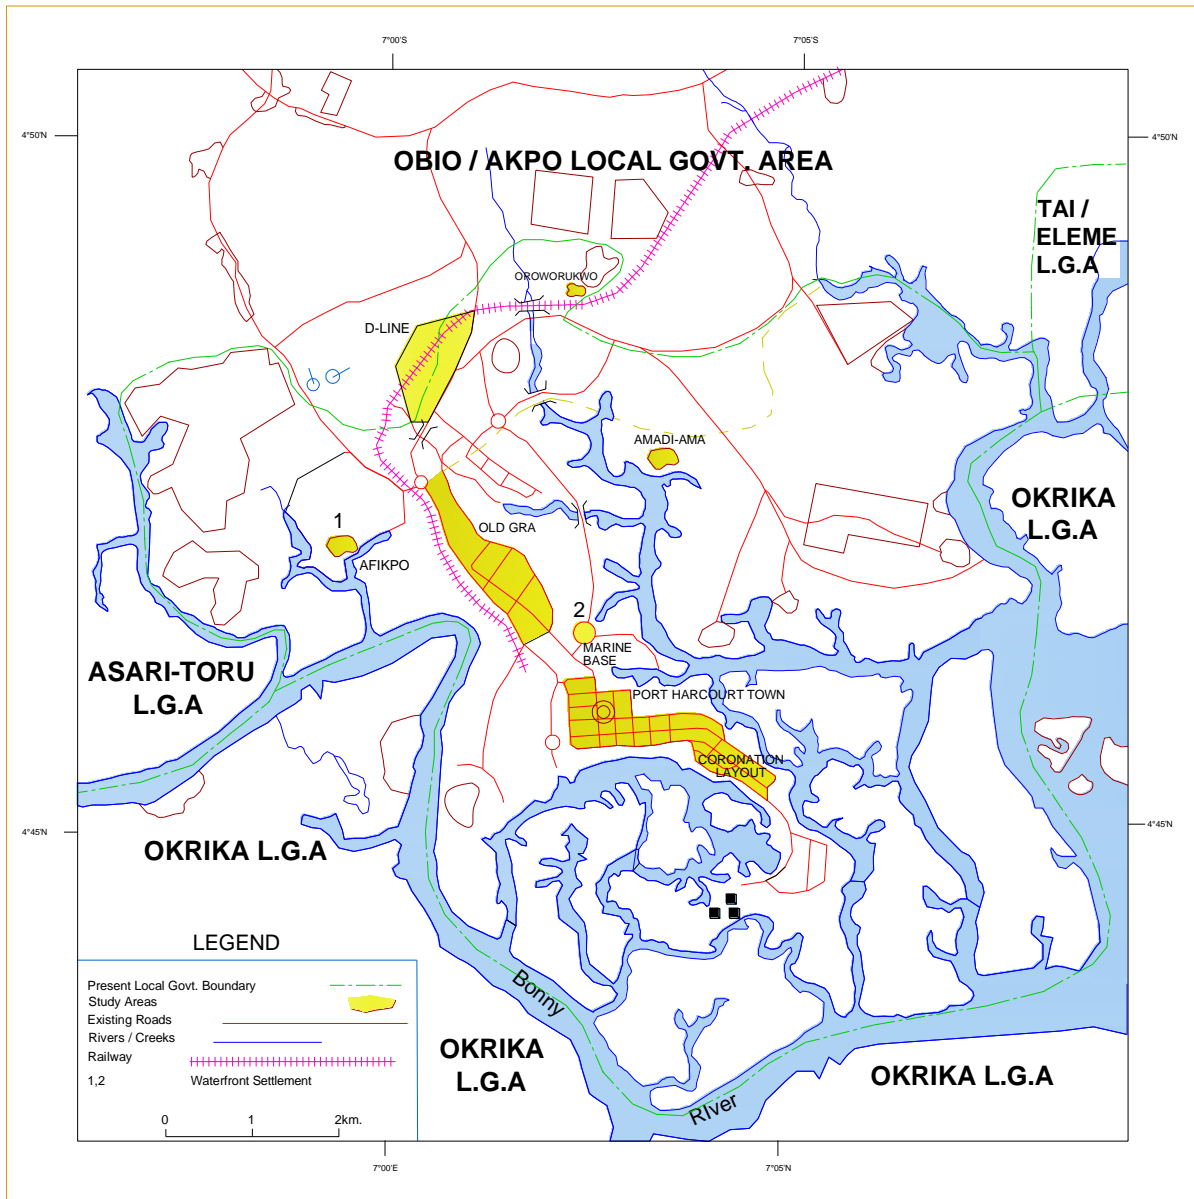 7°00'S
7°05'S
4°50'N
4°50'N
OBIO / AKPO LOCAL GOVT. AREA
TAI /
ELEME
L.G.A
OROWORUKWO
D-LINE
AMADI-AMA
OKRIKA
L.G.A
1
OLD GRA
AFIKPO
2
MARINE
BASE
ASARI-TORU
L.G.A
PORT HARCOURT TOWN
CORONATION
LAYOUT
4°45'N
4°45'N
OKRIKA L.G.A
LEGEND
Present Local Govt. Boundary
Study Areas
Existing Roads
Rivers / Creeks
Railway
1,2
Waterfront Settlement
0 1 2km.
Bonny
RIver
OKRIKA
L.G.A
OKRIKA L.G.A
7°00'E
7°05'N